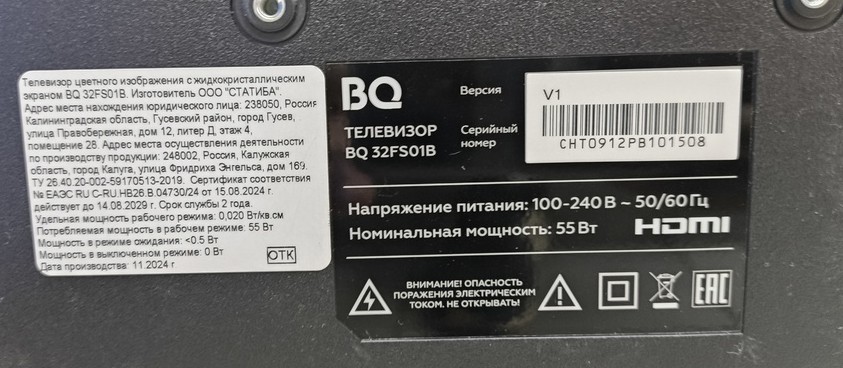 Телевизор цветного изображения с жидкокристаллическим
экраном BQ 32FS01B. Изготовитель ООО "СТАТИБА".
Адрес места нахождения юридического лица: 238050, Россия
Калининградская область, Гусевский район, город Гусев,
улица Правобережная, дом 12, литер Д, этаж 4,
помещение 28. Адрес места осуществления деятельности
по производству продукции: 248002, Россия, Калужская
область, город Калуга, улица Фридриха Энгельса, дом 169.
ТУ 26.40.20-002-59170513-2019. Сертификат соответствия
№ ЕАЭС RU C-RU.HB26.B.04730/24 от 15.08.2024 г.
действует до 14.08.2029 г. Срок службы 2 года.
Удельная мощность рабочего режима: 0,020 Вт/кв.см
Потребляемая мощность в рабочем режиме: 55 Вт
Мощность в режиме ожидания: <0.5 Вт
Мощность в выключенном режиме: 0 Вт
Дата производства: 11.2024 г
ОТК
BQ
ТЕЛЕВИЗОР
BQ 32FS01B
Версия
V1
Серийный
номер
CHT0912PB101508
Напряжение питания: 100-240 В ~ 50/60 Гц
Номинальная мощность: 55 Вт
HDMI
ВНИМАНИЕ! ОПАСНОСТЬ
ПОРАЖЕНИЯ ЭЛЕКТРИЧЕСКИМ
ТОКОМ. НЕ ОТКРЫВАТЬ!
EAC